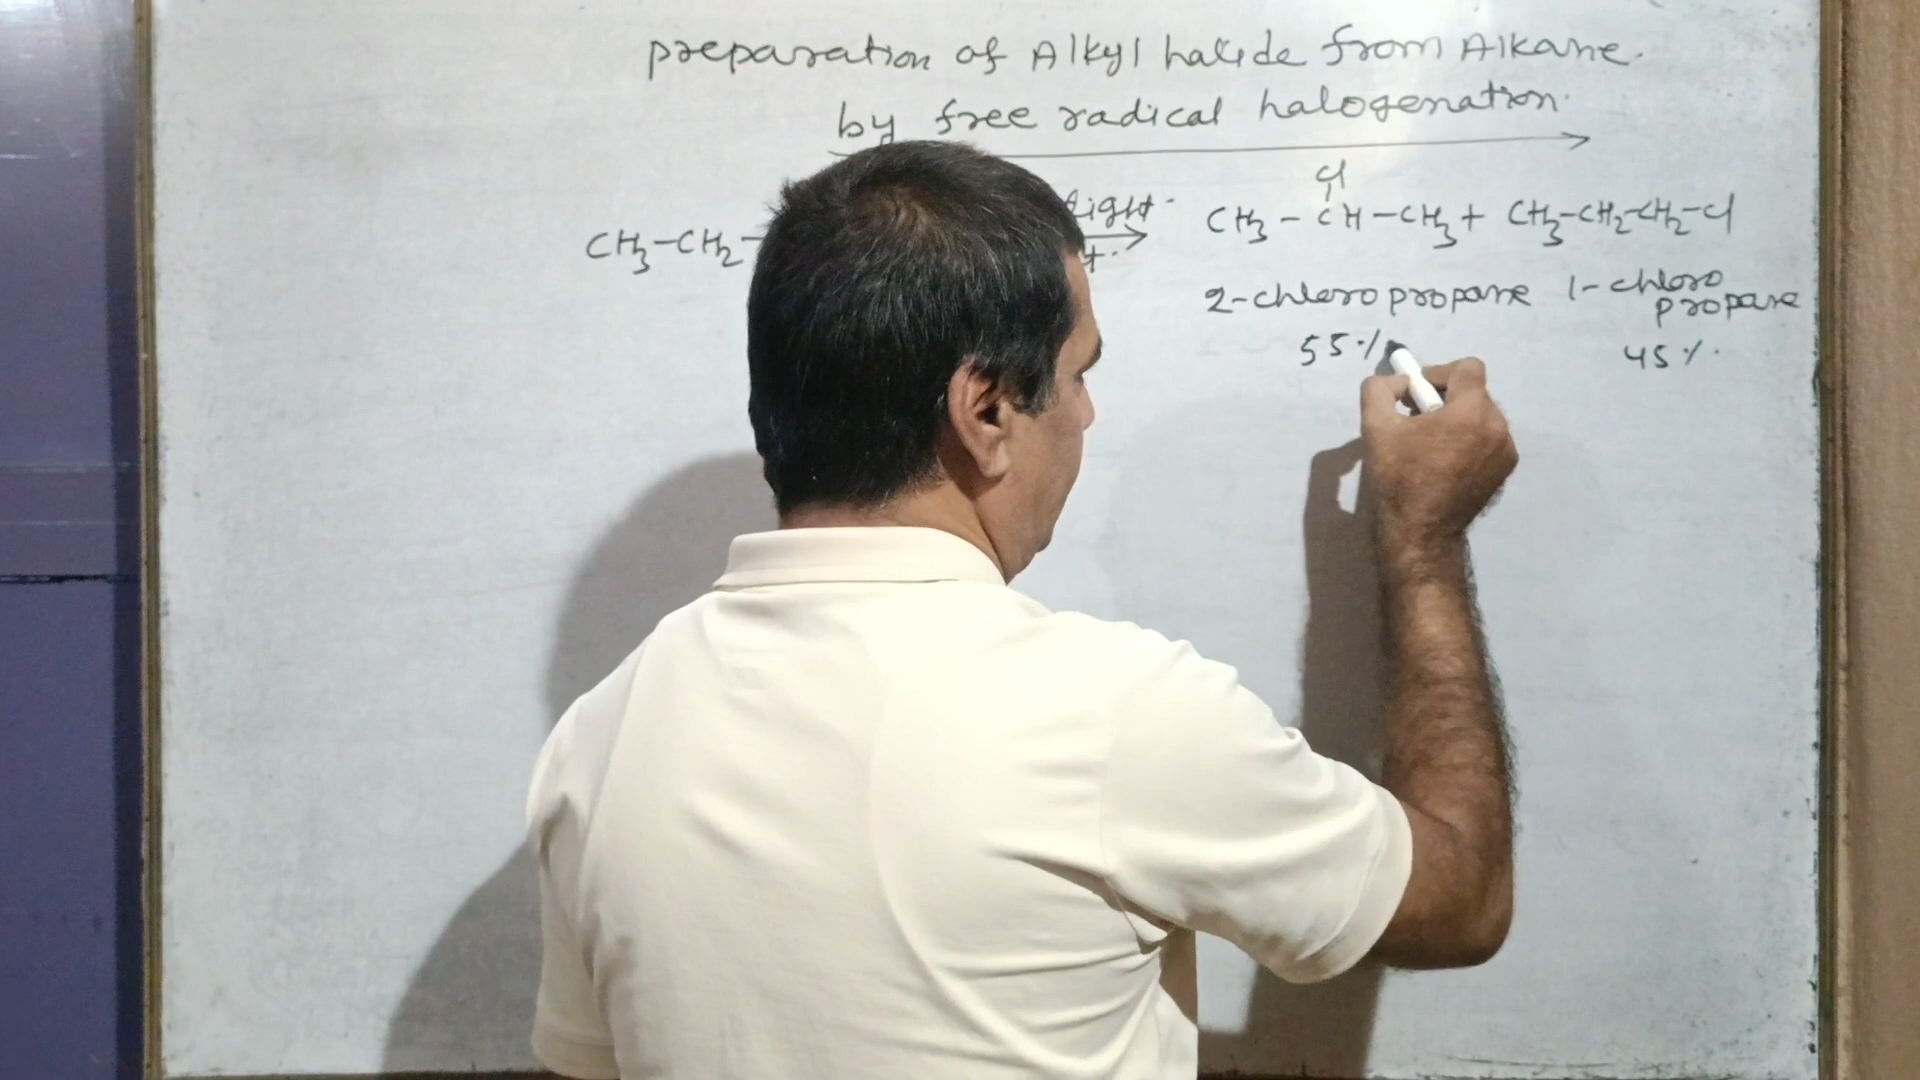 preparation of Alkyl halide from Alkane.
by free radical halogenation.
CH3-CH2- light → CH3-CH-CH3 + CH3-CH2-CH2-Cl
Cl
2-chloropropane 1-chloro
propane
55% 45%.